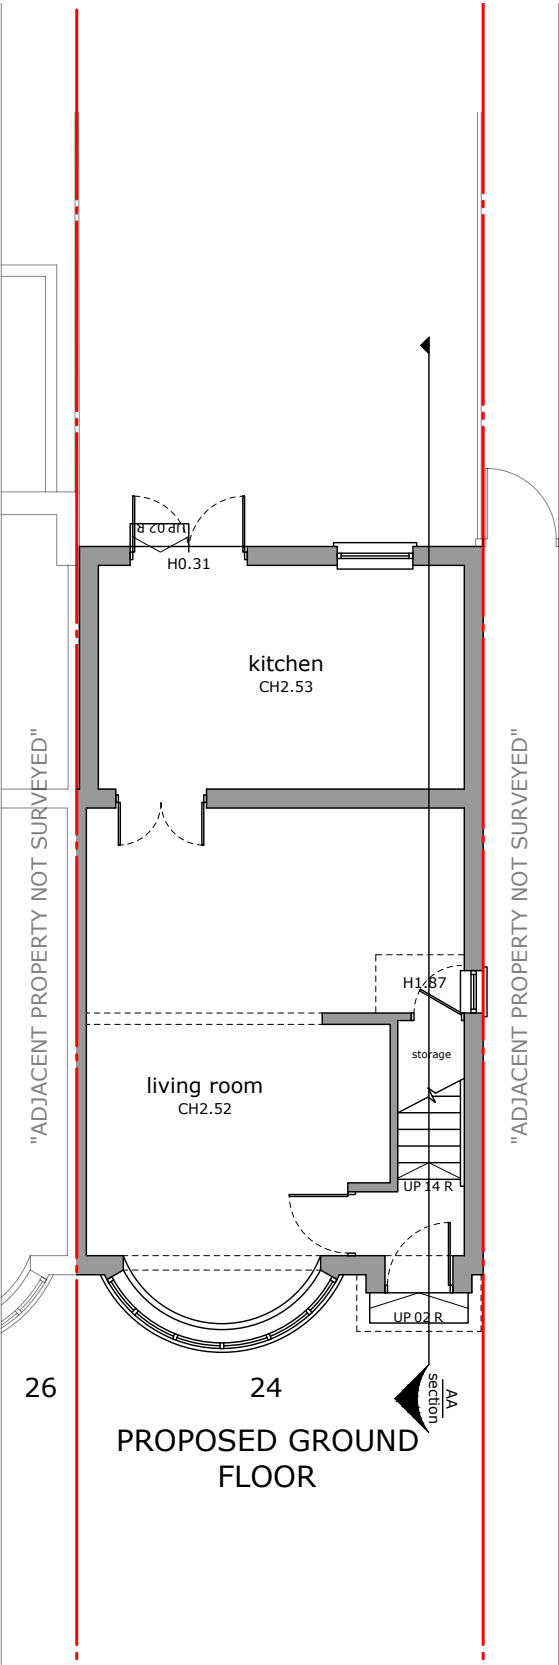 UP 02 R
H0.31
kitchen
CH2.53
"ADJACENT PROPERTY NOT SURVEYED"
"ADJACENT PROPERTY NOT SURVEYED"
H1.87
storage
living room
CH2.52
UP 14 R
UP 02 R
26
24
AA
section
PROPOSED GROUND
FLOOR